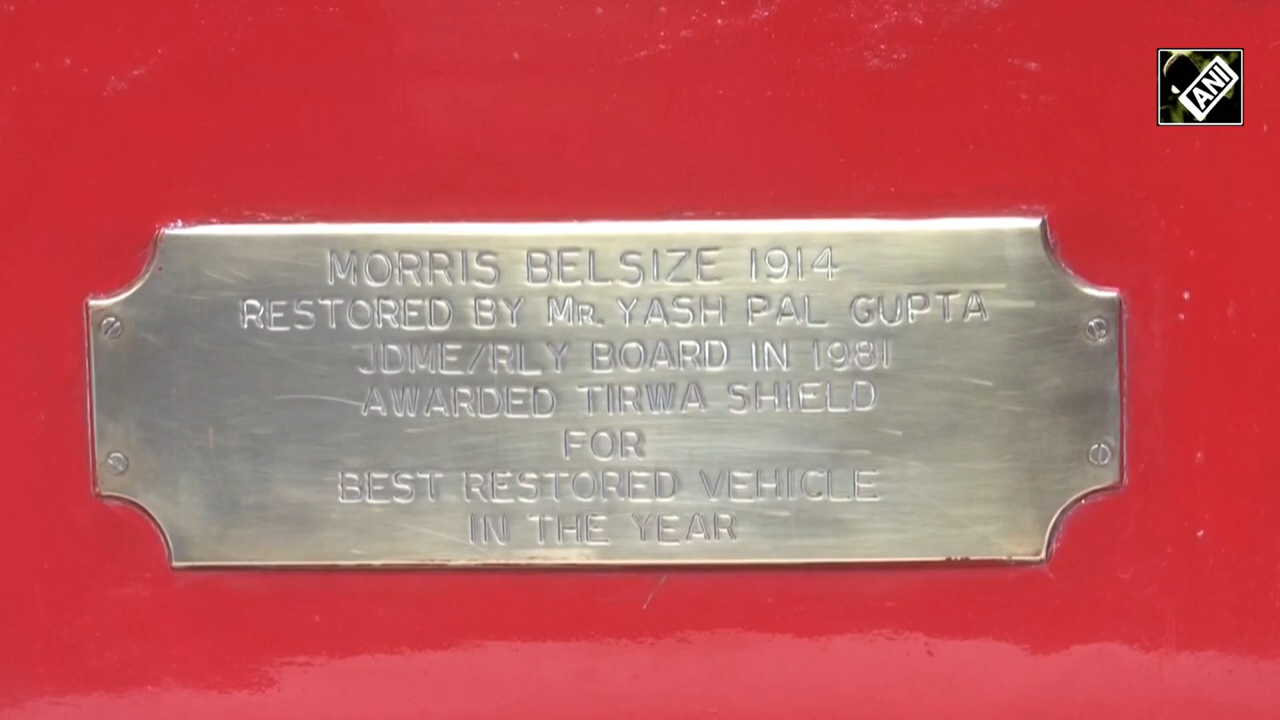 ANI
MORRIS BELSIZE 1914
RESTORED BY MR. YASH PAL GUPTA
JDME/RLY BOARD IN 1981
AWARDED TIRWA SHIELD
FOR
BEST RESTORED VEHICLE
IN THE YEAR